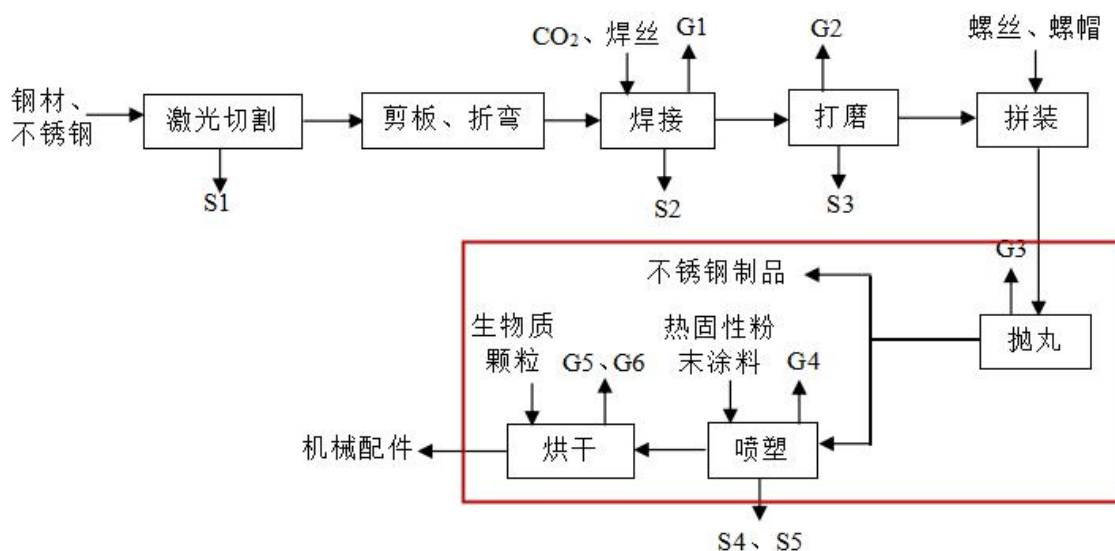 CO₂、焊丝
G1
G2
螺丝、螺帽
钢材、
不锈钢
激光切割
剪板、折弯
焊接
打磨
拼装
S1
S2
S3
G3
不锈钢制品
生物质
颗粒
G5、G6
热固性粉
末涂料
G4
抛丸
机械配件
烘干
喷塑
S4、S5